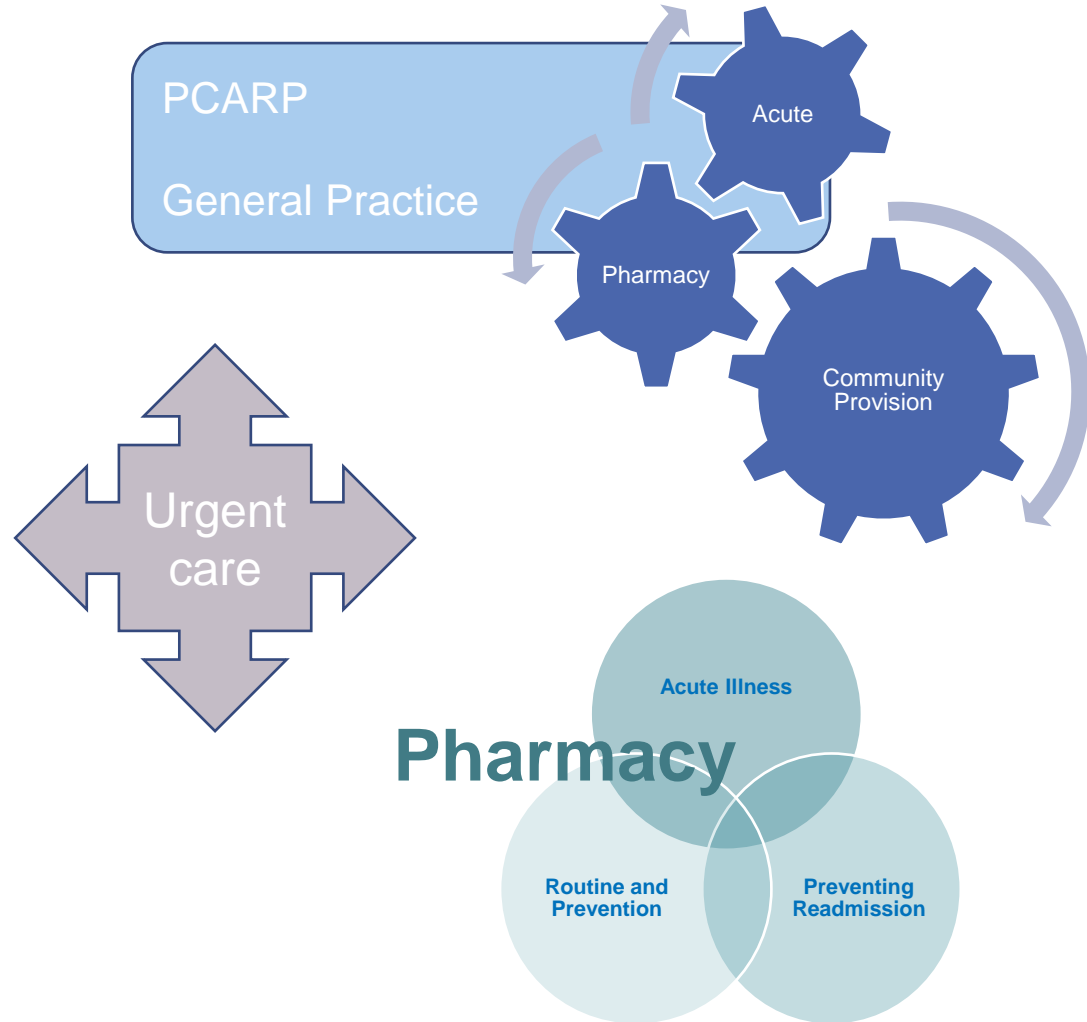 PCARP
General Practice
Acute
Pharmacy
Community
Provision
Urgent
care
Acute Illness
Pharmacy
Routine and
Prevention
Preventing
Readmission